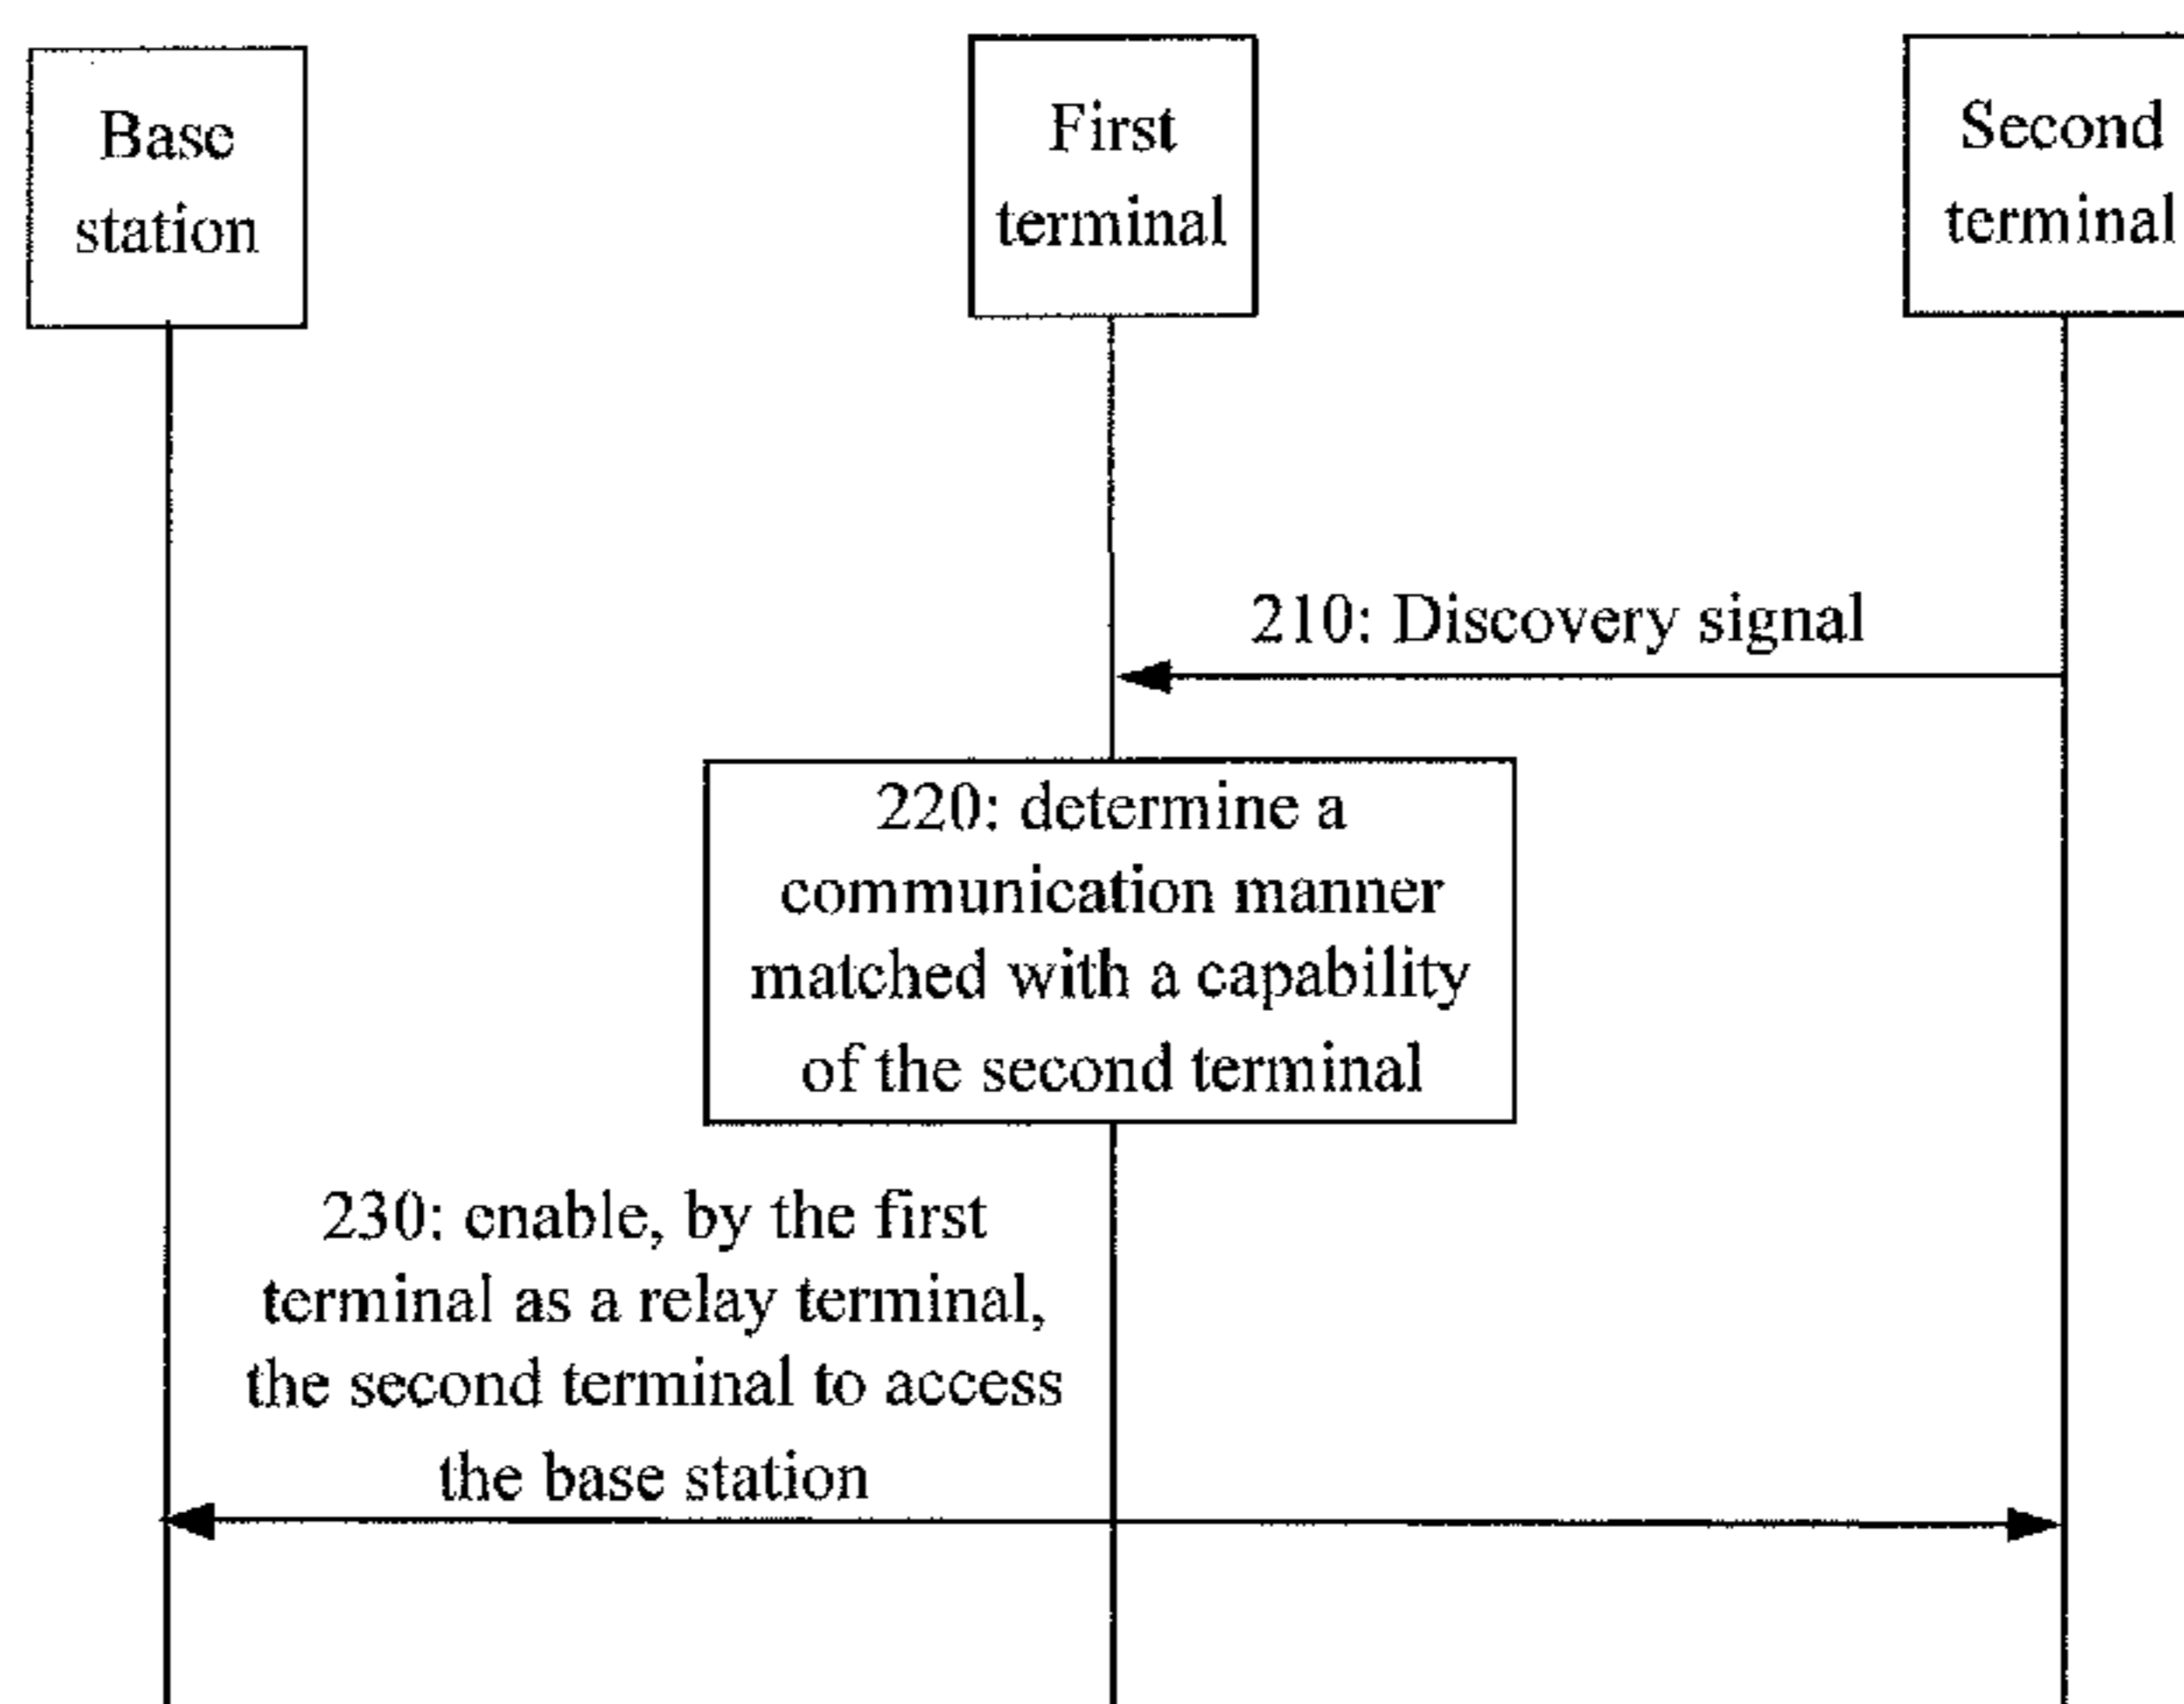 Base
station
First
terminal
Second
terminal
210: Discovery signal
220: determine a
communication manner
matched with a capability
of the second terminal
230: enable, by the first
terminal as a relay terminal,
the second terminal to access
the base station